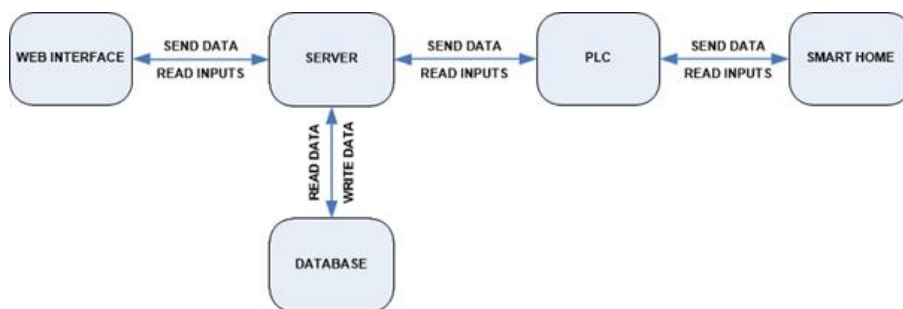 WEB INTERFACE
SEND DATA
READ INPUTS
SERVER
SEND DATA
READ INPUTS
PLC
SEND DATA
READ INPUTS
SMART HOME
READ DATA
WRITE DATA
DATABASE